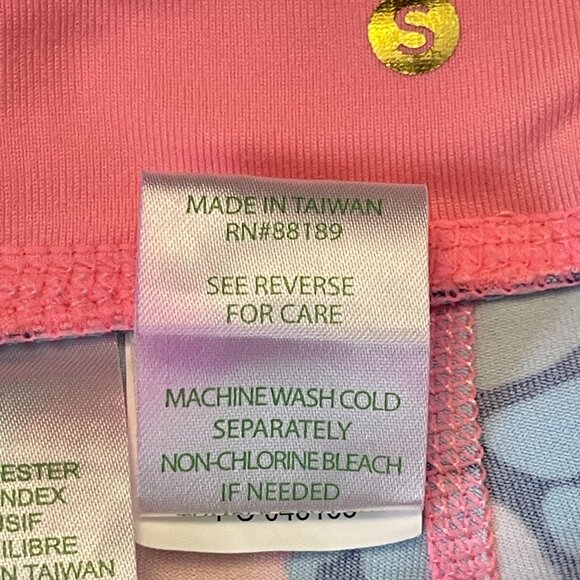 S
MADE IN TAIWAN
RN#88189
SEE REVERSE
FOR CARE
MACHINE WASH COLD
SEPARATELY
NON-CHLORINE BLEACH
IF NEEDED
ESTER
NDEX
USIF
ILIBRE
N TAIWAN